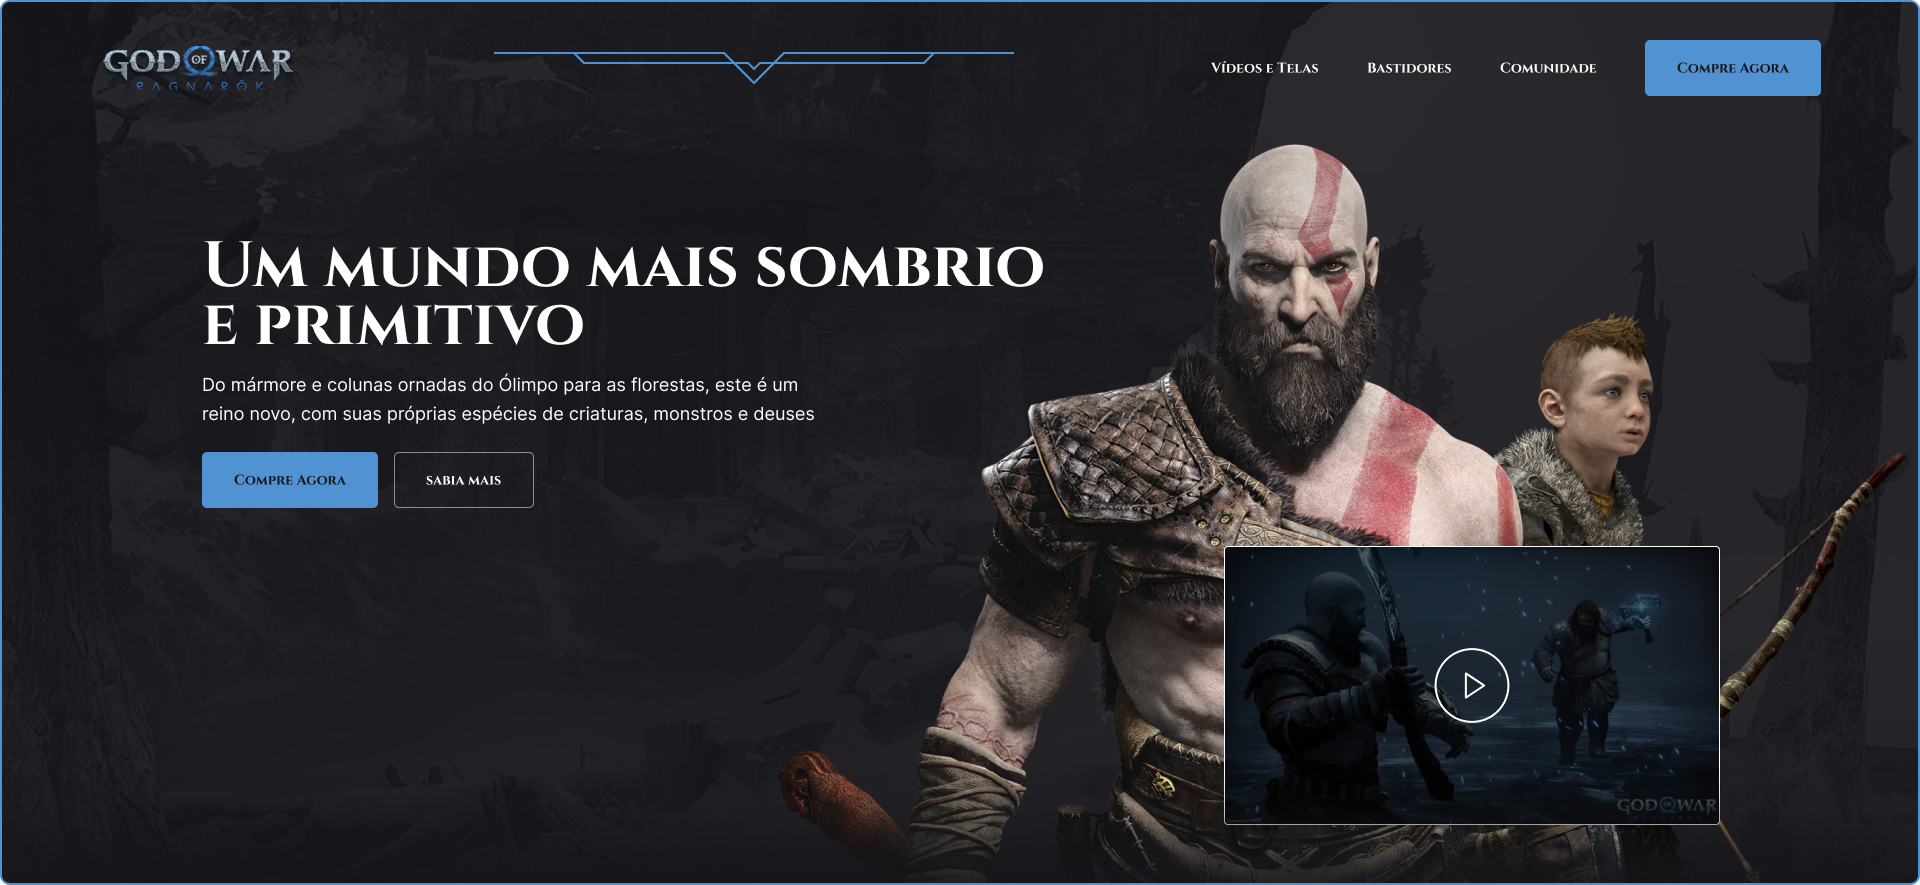 GOD OF WAR
RAGNARÖK
Vídeos e Telas
Bastidores
Comunidade
Compre Agora
Um mundo mais sombrio
e primitivo
Do mármore e colunas ornadas do Ólimpo para as florestas, este é um
reino novo, com suas próprias espécies de criaturas, monstros e deuses
Compre Agora
sabia mais
GOD OF WAR